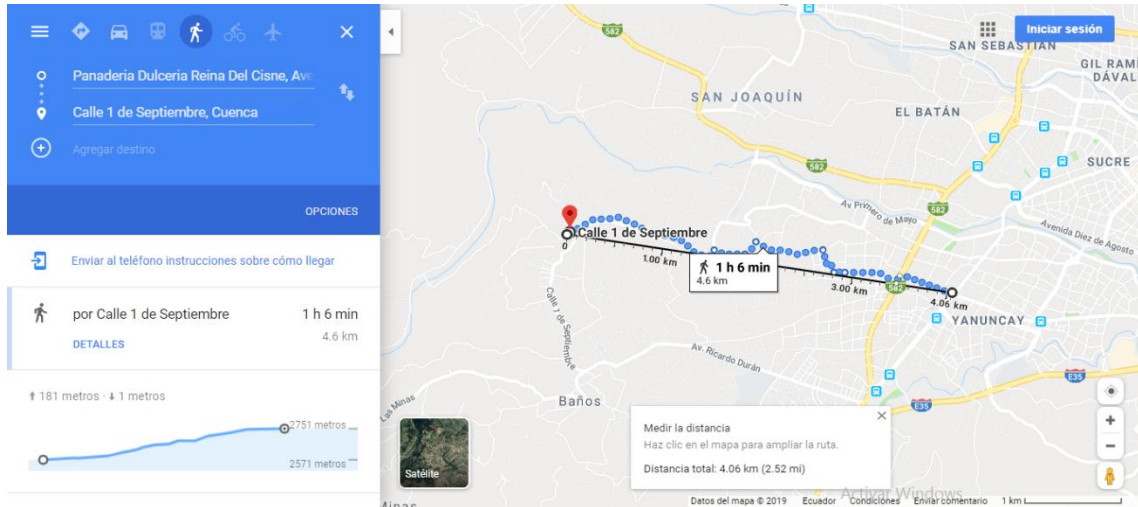 Panaderia Dulceria Reina Del Cisne, Ave
Calle 1 de Septiembre, Cuenca
Agregar destino
OPCIONES
Enviar al teléfono instrucciones sobre cómo llegar
por Calle 1 de Septiembre 1 h 6 min
4.6 km
DETALLES
181 metros · 1 metros
2751 metros
2571 metros
Iniciar sesión
582
SAN SEBASTIAN
GIL RAMI
DÁVAL
SAN JOAQUÍN
EL BATÁN
582
SUCRE
Av Primero de Mayo
582
Avenida Diez de Agosto
Calle 1 de Septiembre
0
1.00 km
1 h 6 min
4.6 km
3.00 km
582
4.06 km
YANUNCAY
Calle 1 de Septiembre
Av. Ricardo Durán
E35
E35
Las Minas
Baños
Satélite
Medir la distancia
Haz clic en el mapa para ampliar la ruta.
Distancia total: 4.06 km (2.52 mi)
Activar Windows
Minas
Datos del mapa © 2019 Ecuador Condiciones Enviar comentario 1 km